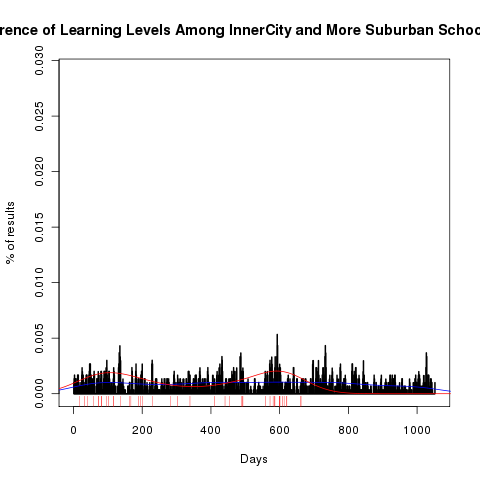 rence of Learning Levels Among InnerCity and More Suburban Schoo
0.030
0.025
0.020
0.015
0.010
0.005
0.000
% of results
0 200 400 600 800 1000
Days